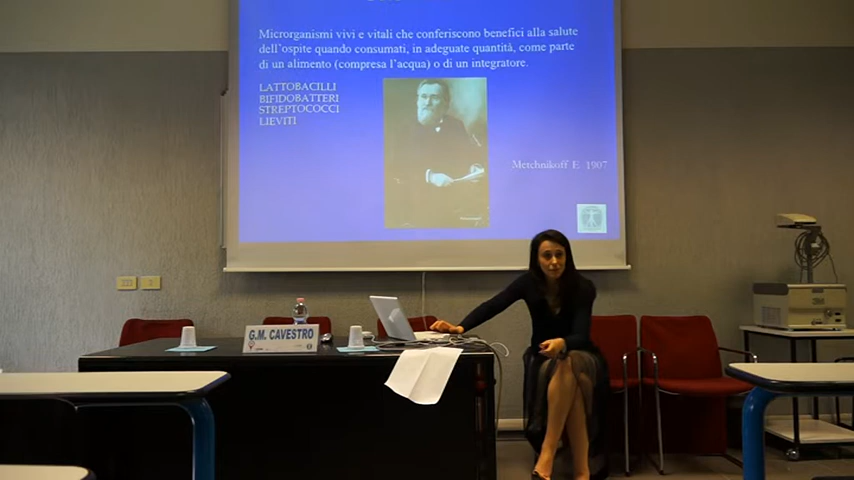 Microrganismi vivi e vitali che conferiscono benefici alla salute
dell'ospite quando consumati, in adeguate quantità, come parte
di un alimento (compresa l'acqua) o di un integratore.
LATTOBACILLI
BIFIDOBATTERI
STREPTOCOCCI
LIEVITI
Metchnikoff E 1907
G.M. CAVESTRO